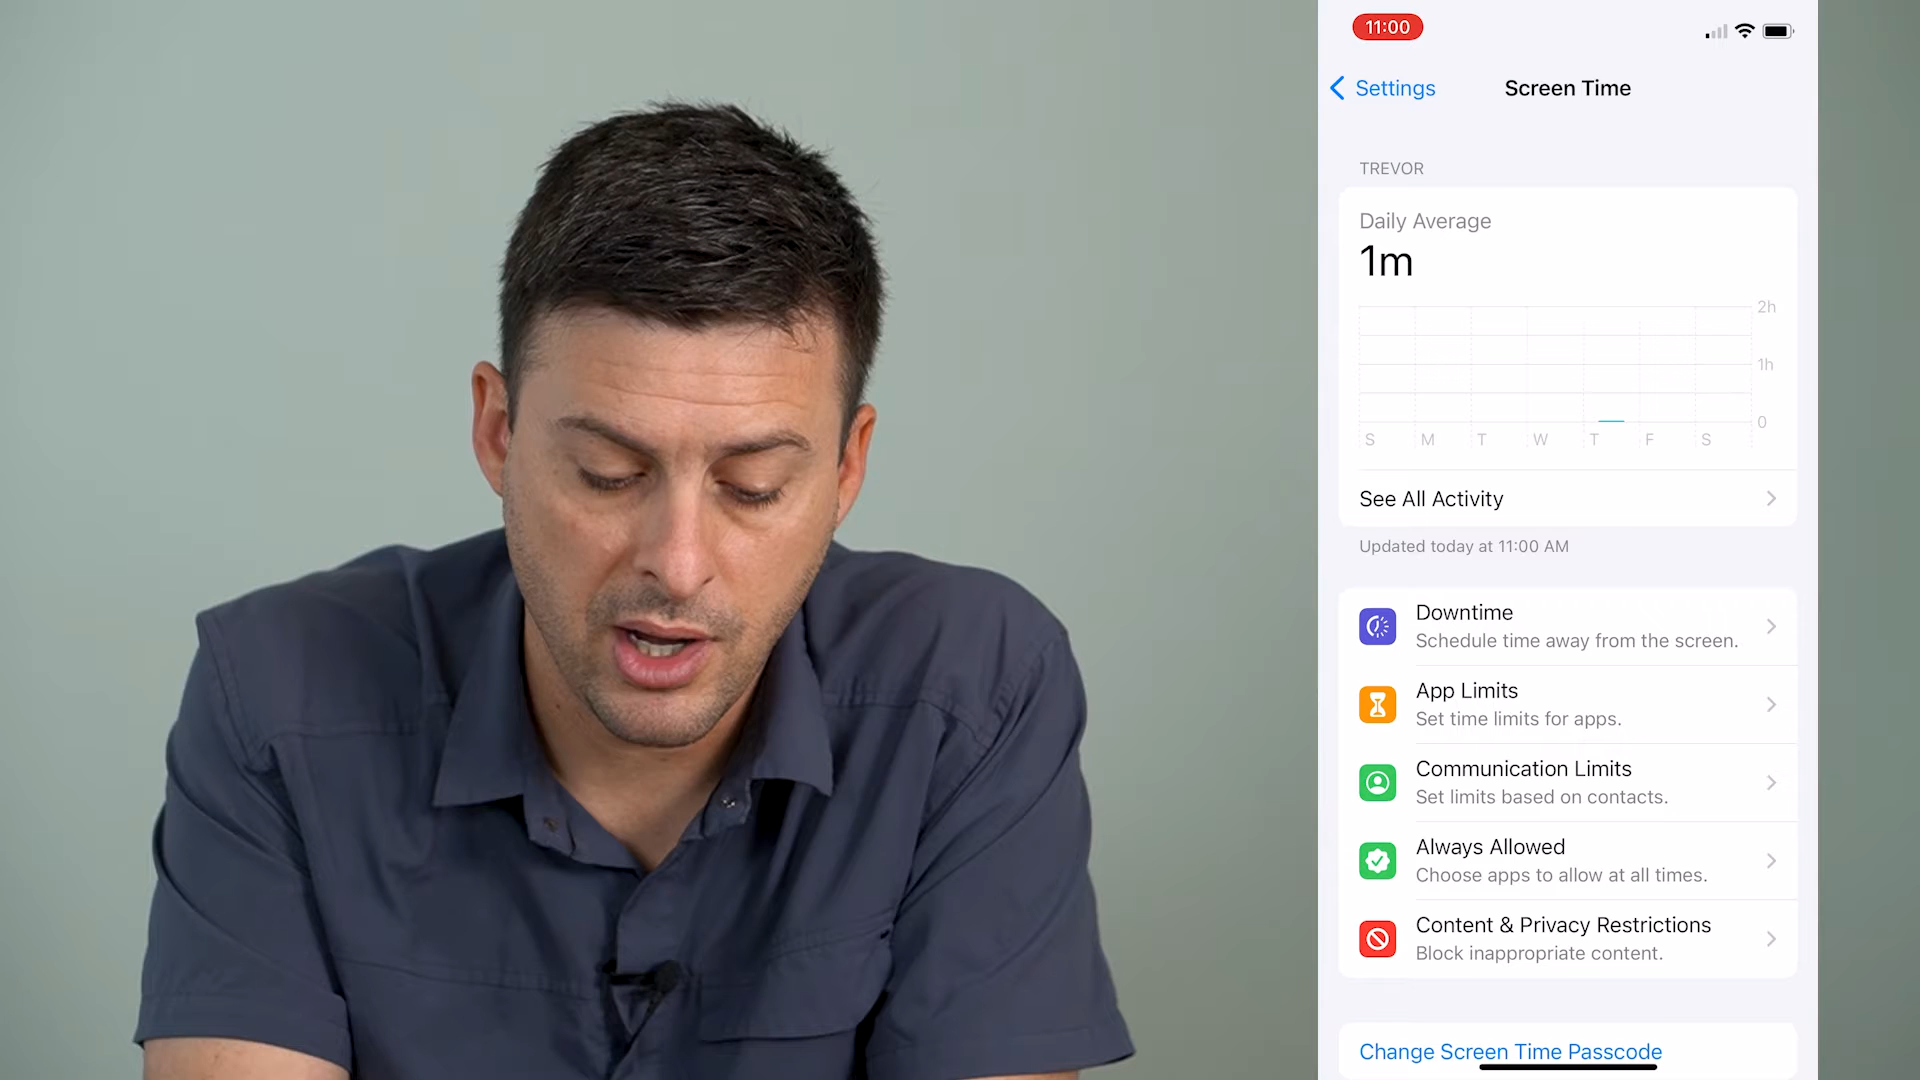 11:00
Settings
Screen Time
TREVOR
Daily Average
1m
2h
1h
0
S M T W T F S
See All Activity
Updated today at 11:00 AM
Downtime
Schedule time away from the screen.
App Limits
Set time limits for apps.
Communication Limits
Set limits based on contacts.
Always Allowed
Choose apps to allow at all times.
Content & Privacy Restrictions
Block inappropriate content.
Change Screen Time Passcode